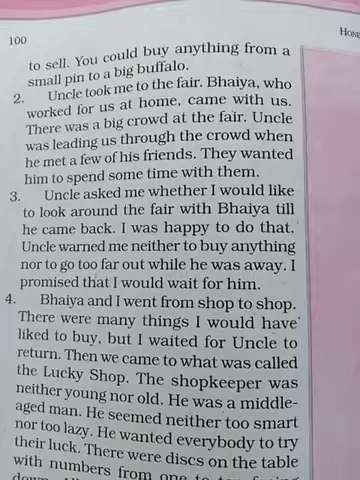 100
HONE
to sell. You could buy anything from a
small pin to a big buffalo.
2. Uncle took me to the fair. Bhaiya, who
worked for us at home, came with us.
There was a big crowd at the fair. Uncle
was leading us through the crowd when
he met a few of his friends. They wanted
him to spend some time with them.
3. Uncle asked me whether I would like
to look around the fair with Bhaiya till
he came back. I was happy to do that.
Uncle warned me neither to buy anything
nor to go too far out while he was away. I
promised that I would wait for him.
4. Bhaiya and I went from shop to shop.
There were many things I would have
liked to buy, but I waited for Uncle to
return. Then we came to what was called
the Lucky Shop. The shopkeeper was
neither young nor old. He was a middle-
aged man. He seemed neither too smart
nor too lazy. He wanted everybody to try
their luck. There were discs on the table
with numbers from one to